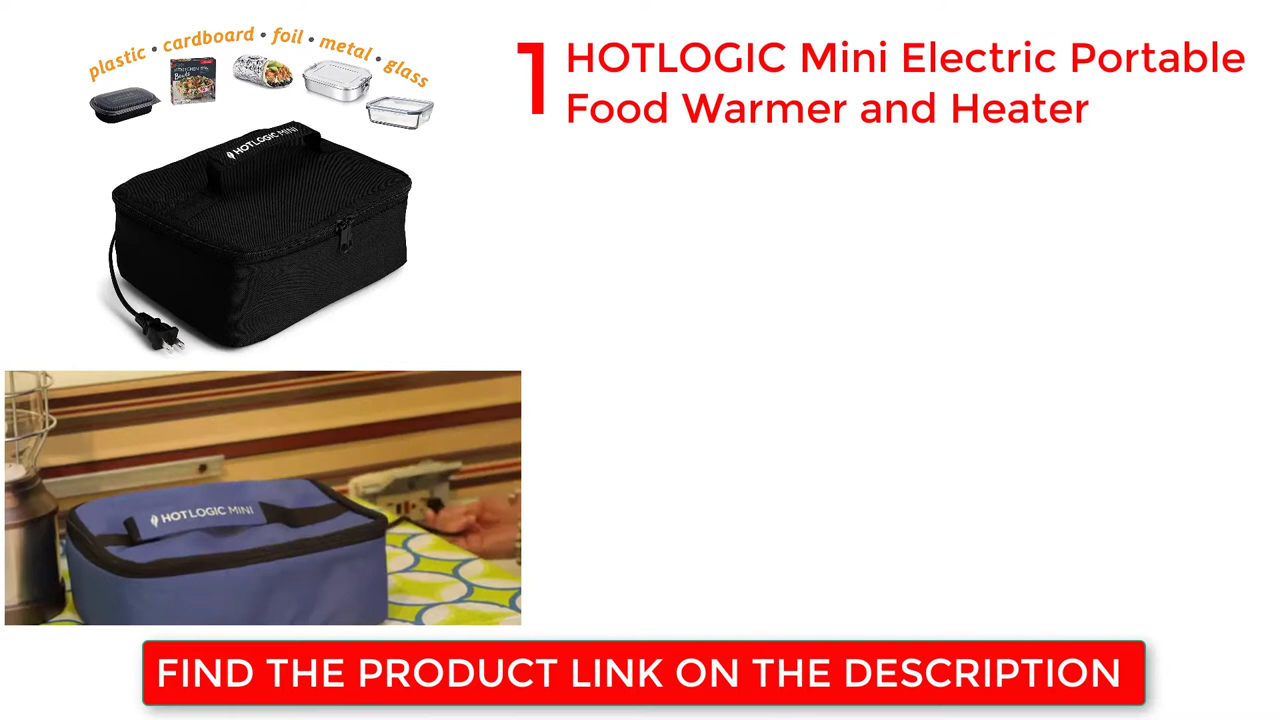 plastic • cardboard • foil • metal • glass
HOTLOGIC MINI
1 HOTLOGIC Mini Electric Portable
Food Warmer and Heater
HOTLOGIC MINI
FIND THE PRODUCT LINK ON THE DESCRIPTION